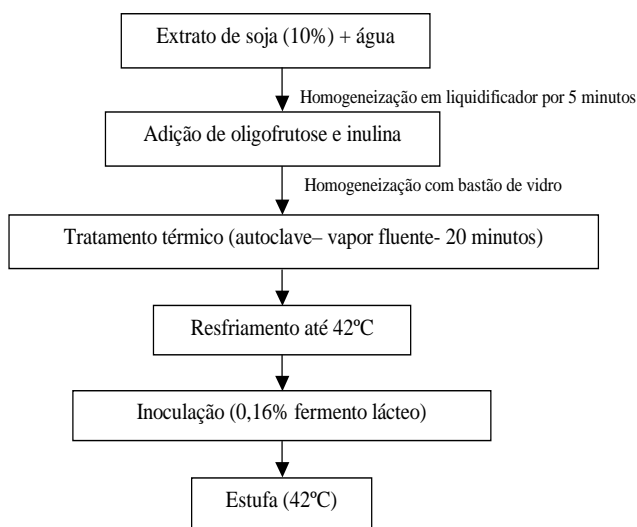 Extrato de soja (10%) + água
Homogeneização em liquidificador por 5 minutos
Adição de oligofrutose e inulina
Homogeneização com bastão de vidro
Tratamento térmico (autoclave– vapor fluente- 20 minutos)
Resfriamento até 42ºC
Inoculação (0,16% fermento lácteo)
Estufa (42ºC)